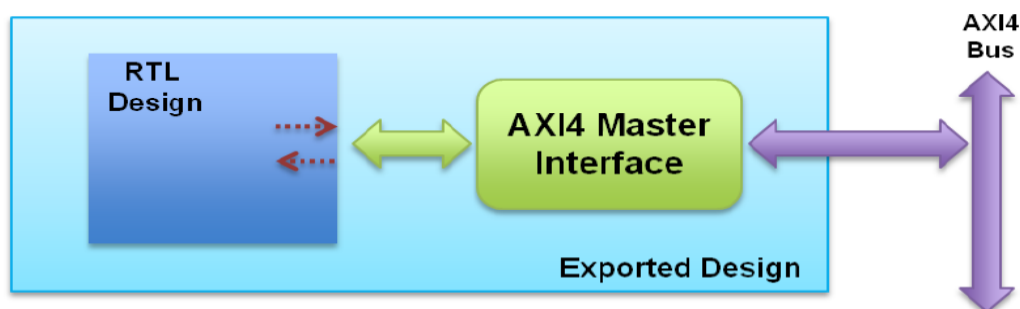 AXI4
Bus
RTL
Design
AXI4 Master
Interface
Exported Design